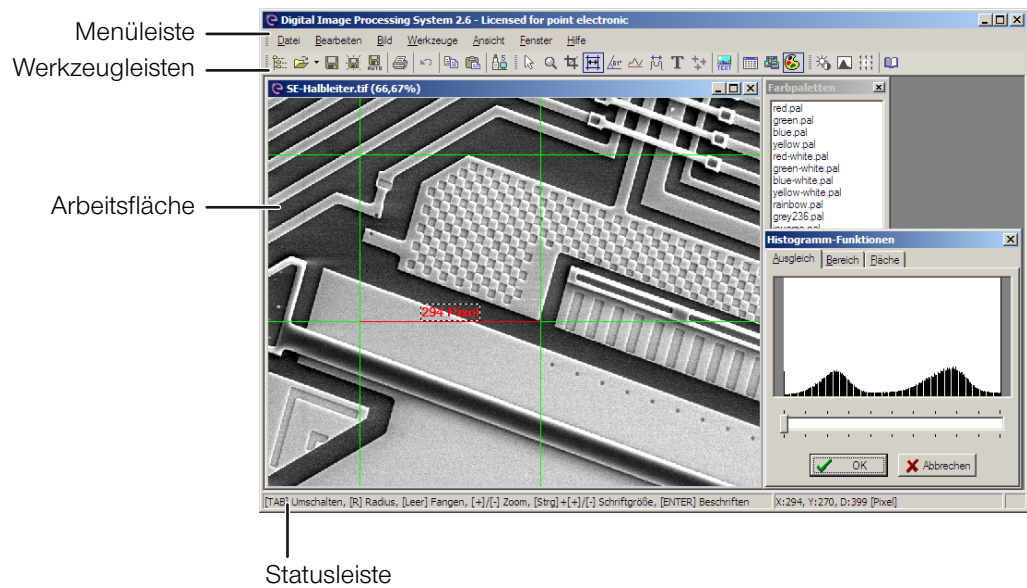 Menüleiste
Werkzeugleisten
Arbeitsfläche
Statusleiste
Digital Image Processing System 2.6 - Licensed for point electronic
Datei Bearbeiten Bild Werkzeuge Ansicht Fenster Hilfe
AUTO
SE-Halbleiter.tif (66,67%)
294 Pixel
Farbpaletten
red.pal
green.pal
blue.pal
yellow.pal
red-white.pal
green-white.pal
blue-white.pal
yellow-white.pal
rainbow.pal
grey236.pal
Histogramm-Funktionen
Ausgleich Bereich Fläche
OK Abbrechen
[TAB] Umschalten, [R] Radius, [Leer] Fangen, [+]/[-] Zoom, [Strg]+[+]/[-] Schriftgröße, [ENTER] Beschriften X:294, Y:270, D:399 [Pixel]